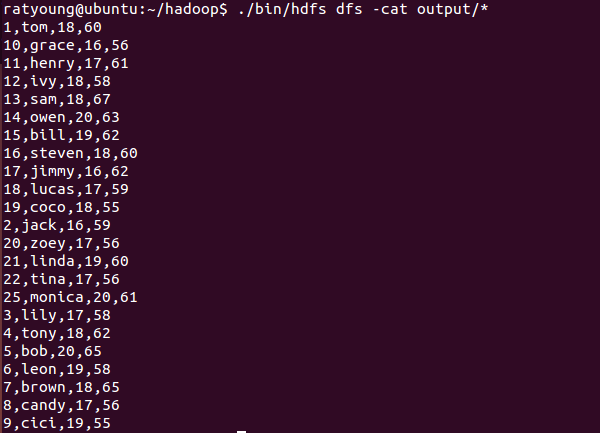 ratyoung@ubuntu:~/hadoop$ ./bin/hdfs dfs -cat output/*
1,tom,18,60
10,grace,16,56
11,henry,17,61
12,ivy,18,58
13,sam,18,67
14,owen,20,63
15,bill,19,62
16,steven,18,60
17,jimmy,16,62
18,lucas,17,59
19,coco,18,55
2,jack,16,59
20,zoey,17,56
21,linda,19,60
22,tina,17,56
25,monica,20,61
3,lily,17,58
4,tony,18,62
5,bob,20,65
6,leon,19,58
7,brown,18,65
8,candy,17,56
9,cici,19,55